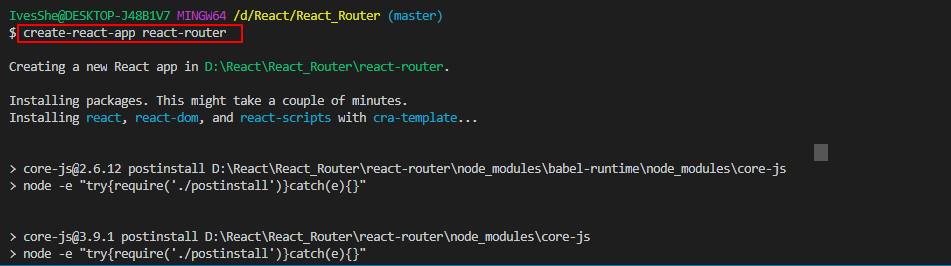 IvesShe@DESKTOP-J48B1V7 MINGW64 /d/React/React_Router (master)
$ create-react-app react-router
Creating a new React app in D:\React\React_Router\react-router.
Installing packages. This might take a couple of minutes.
Installing react, react-dom, and react-scripts with cra-template...
> core-js@2.6.12 postinstall D:\React\React_Router\react-router\node_modules\babel-runtime\node_modules\core-js
> node -e "try{require('./postinstall')}catch(e){}"
> core-js@3.9.1 postinstall D:\React\React_Router\react-router\node_modules\core-js
> node -e "try{require('./postinstall')}catch(e){}"